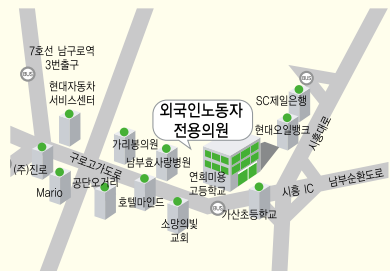 7호선 남구로역
3번출구
BUS
현대자동차
서비스센터
외국인노동자
전용의원
BUS
SC제일은행
현대오일뱅크
시흥대로
가리봉의원
남부효사랑병원
구로고가도로
(주)진로
Mario
공단오거리
호텔마인드
소망의빛
교회
연희미용
고등학교
BUS
가산초등학교
시흥 IC
남부순환도로